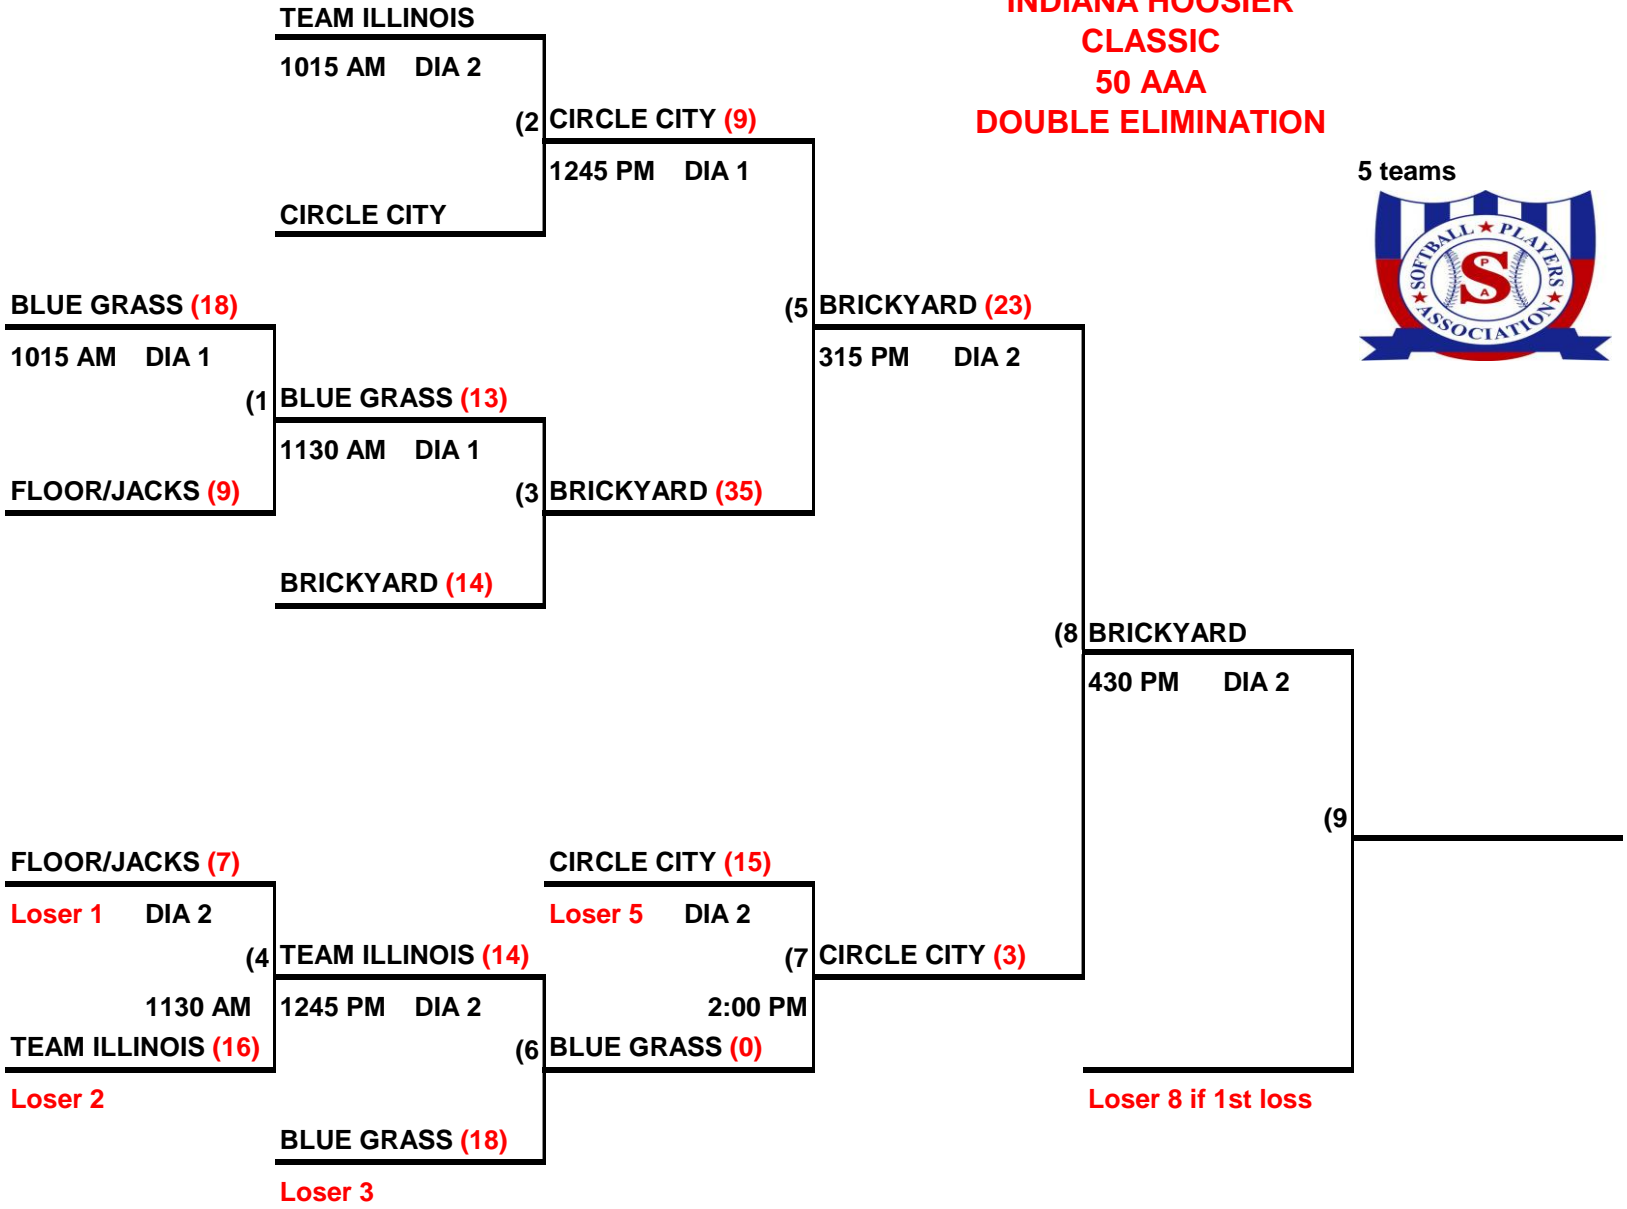 TEAM ILLINOIS
INDIANA HOOSIER
CLASSIC
50 AAA
DOUBLE ELIMINATION
1015 AM DIA 2
(2 CIRCLE CITY (9)
1245 PM DIA 1
5 teams
CIRCLE CITY
SOFTBALL ★ PLAYERS ★ ASSOCIATION ★
S
P
A
BLUE GRASS (18)
(5 BRICKYARD (23)
1015 AM DIA 1
315 PM DIA 2
(1 BLUE GRASS (13)
1130 AM DIA 1
FLOOR/JACKS (9)
(3 BRICKYARD (35)
BRICKYARD (14)
(8 BRICKYARD
430 PM DIA 2
(9
FLOOR/JACKS (7)
CIRCLE CITY (15)
Loser 1 DIA 2
Loser 5 DIA 2
(4 TEAM ILLINOIS (14)
(7 CIRCLE CITY (3)
1130 AM
1245 PM DIA 2
2:00 PM
TEAM ILLINOIS (16)
(6 BLUE GRASS (0)
Loser 2
Loser 8 if 1st loss
BLUE GRASS (18)
Loser 3